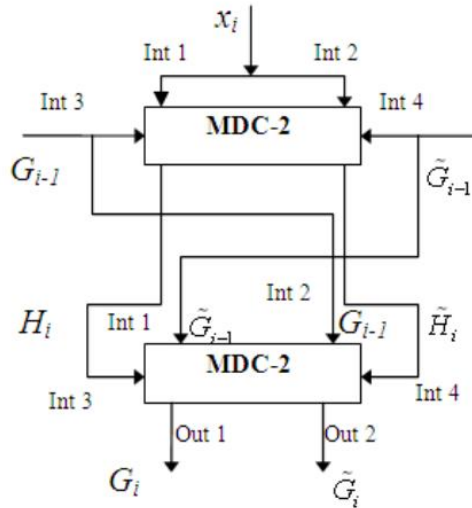 x_i
Int 1 Int 2
Int 3 MDC-2 Int 4
G_{i-1} G̃_{i-1}
Int 2
H_i Int 1 G̃_{i-1} G_{i-1} H̃_i
MDC-2
Int 3 Int 4
Out 1 Out 2
G_i G̃_i